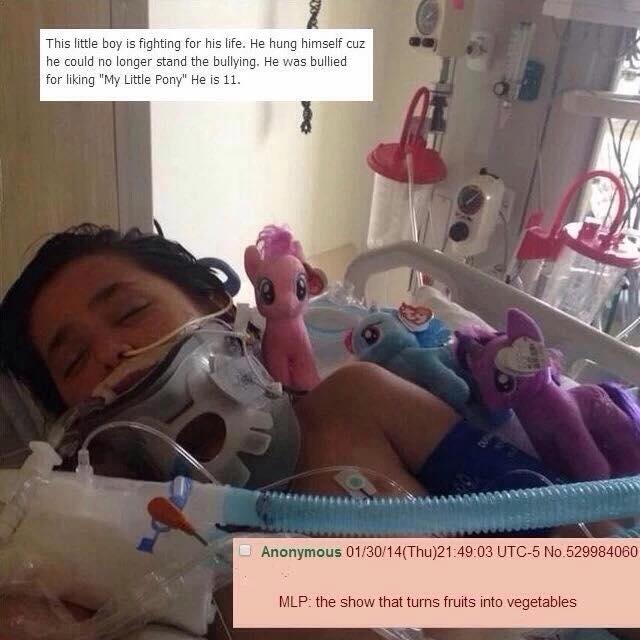 This little boy is fighting for his life. He hung himself cuz
he could no longer stand the bullying. He was bullied
for liking "My Little Pony" He is 11.
Anonymous 01/30/14(Thu)21:49:03 UTC-5 No.529984060
MLP: the show that turns fruits into vegetables